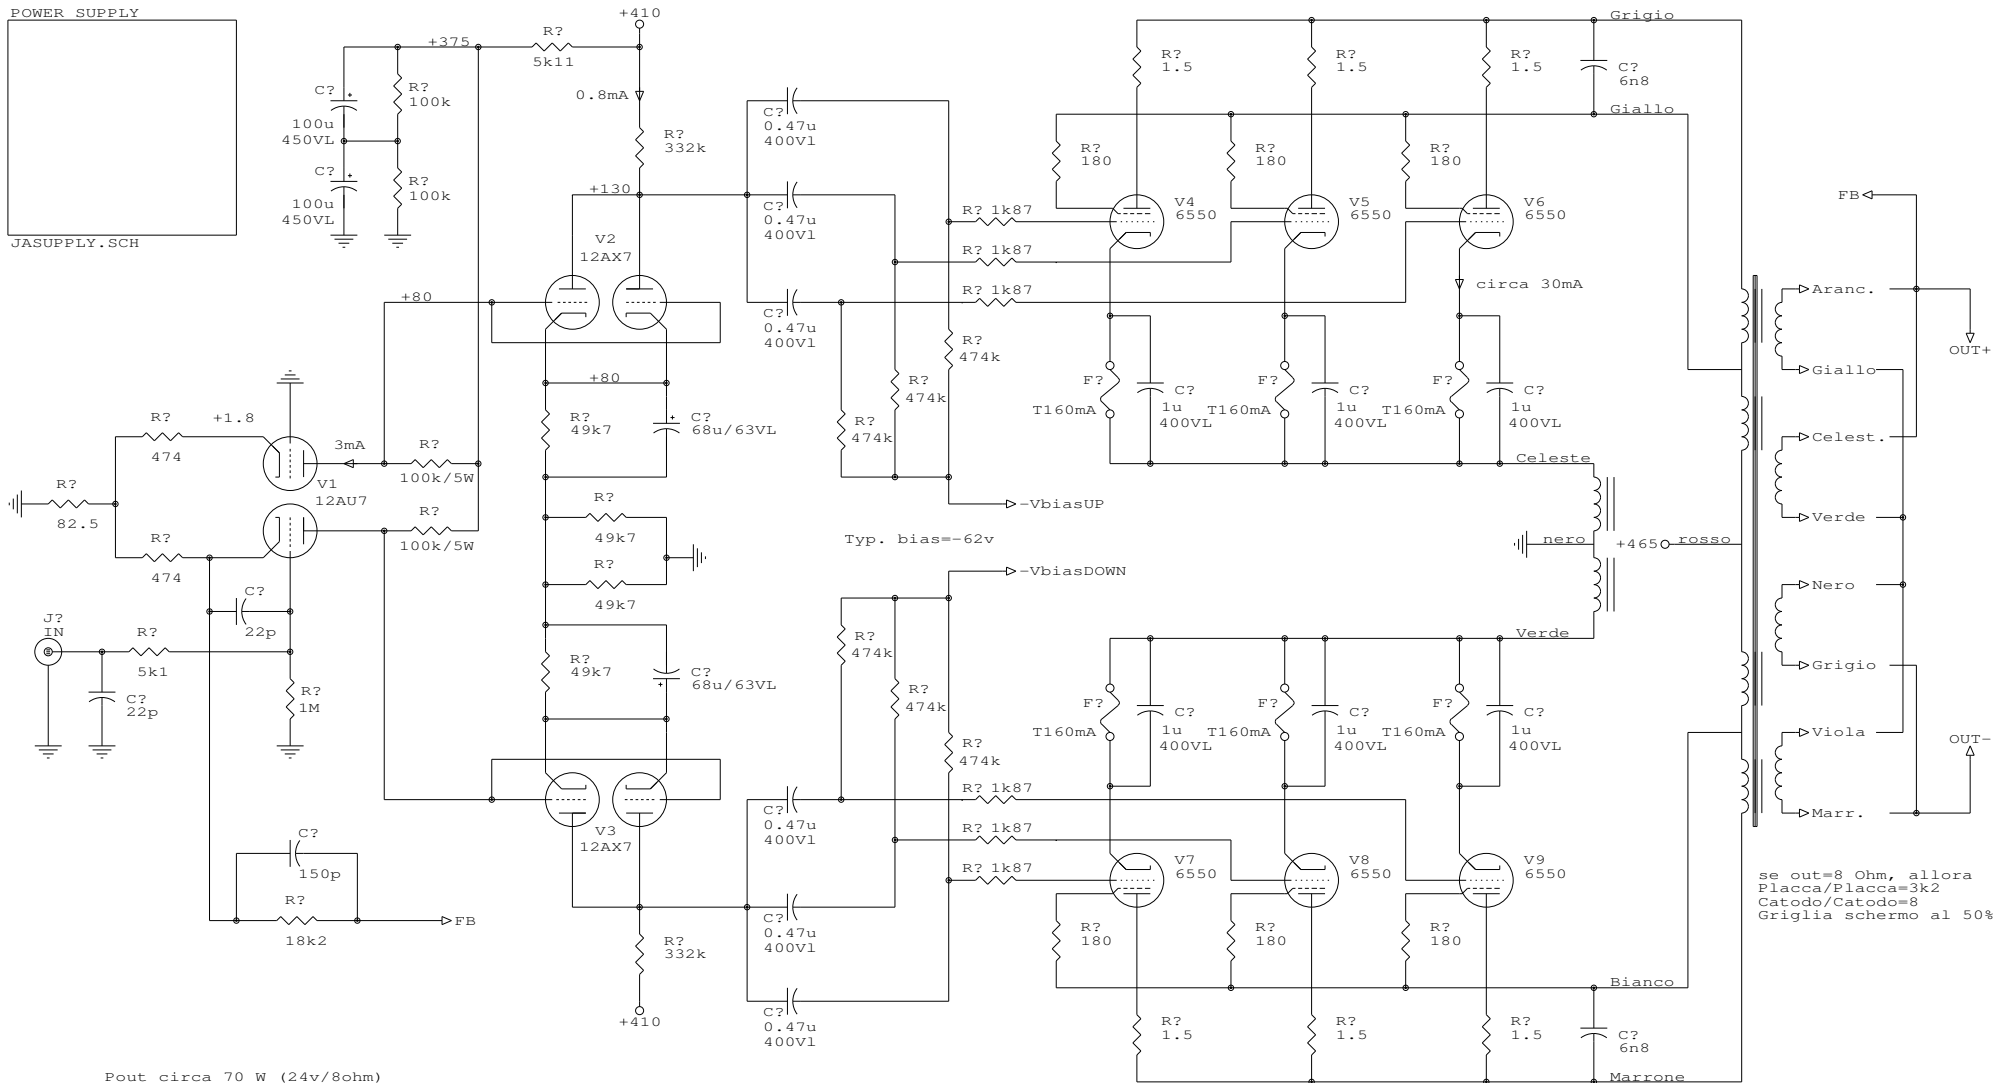 POWER SUPPLY
JASUPPLY.SCH
+410
+375
R?
5k11
0.8mA
C?
100u
450VL
R?
100k
C?
100u
450VL
R?
100k
R?
332k
+130
V2
12AX7
+80
+80
C?
0.47u
400Vl
C?
0.47u
400Vl
C?
0.47u
400Vl
R? 1k87
R? 1k87
R? 1k87
R?
474k
R?
474k
R?
474k
-VbiasUP
Typ. bias=-62v
-VbiasDOWN
Grigio
R?
1.5
R?
1.5
R?
1.5
C?
6n8
Giallo
R?
180
R?
180
R?
180
V4
6550
V5
6550
V6
6550
circa 30mA
F?
T160mA
C?
1u
400VL
F?
T160mA
C?
1u
400VL
F?
T160mA
C?
1u
400VL
Celeste
nero
+465
rosso
Verde
FB
Aranc.
Giallo
Celest.
Verde
Nero
Grigio
Viola
Marr.
OUT+
OUT-
R?
474
+1.8
3mA
R?
100k/5W
V1
12AU7
R?
82.5
R?
474
R?
100k/5W
C?
22p
J?
IN
R?
5k1
C?
22p
R?
1M
R?
49k7
C?
68u/63VL
R?
49k7
R?
49k7
R?
49k7
C?
68u/63VL
V3
12AX7
R?
332k
+410
C?
150p
R?
18k2
FB
R?
474k
R?
474k
R?
474k
C?
0.47u
400Vl
C?
0.47u
400Vl
C?
0.47u
400Vl
R? 1k87
R? 1k87
R? 1k87
F?
T160mA
C?
1u
400VL
F?
T160mA
C?
1u
400VL
F?
T160mA
C?
1u
400VL
V7
6550
V8
6550
V9
6550
R?
180
R?
180
R?
180
Bianco
R?
1.5
R?
1.5
R?
1.5
C?
6n8
Marrone
se out=8 Ohm, allora
Placca/Placca=3k2
Catodo/Catodo=8
Griglia schermo al 50%
Pout circa 70 W (24v/8ohm)